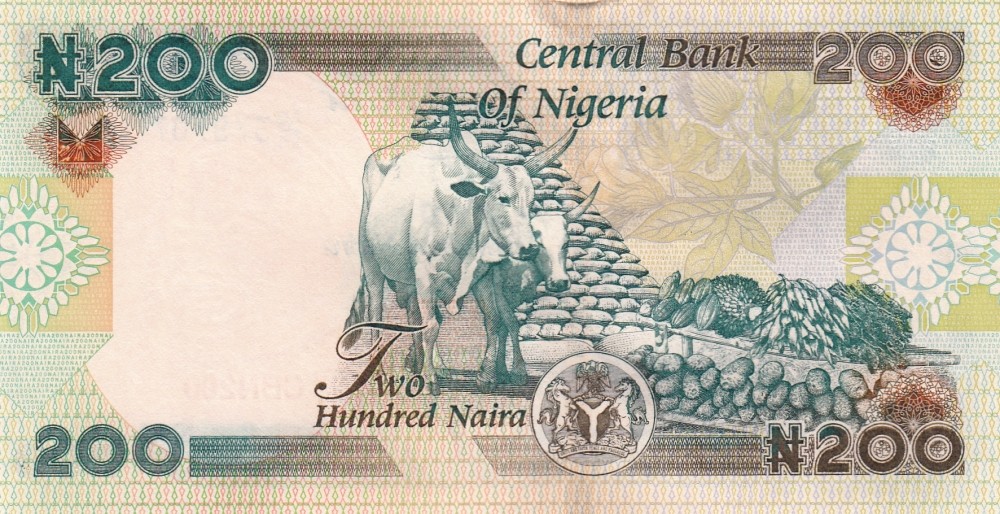 ₦200
Central Bank
Of Nigeria
200
Two
Hundred Naira
200
₦200